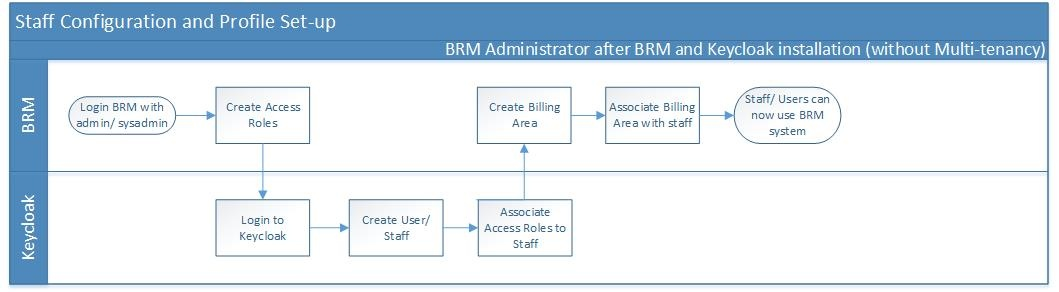 Staff Configuration and Profile Set-up
BRM Administrator after BRM and Keycloak installation (without Multi-tenancy)
BRM
Login BRM with
admin/ sysadmin
Create Access
Roles
Create Billing
Area
Associate Billing
Area with staff
Staff/ Users can
now use BRM
system
Keycloak
Login to
Keycloak
Create User/
Staff
Associate
Access Roles to
Staff